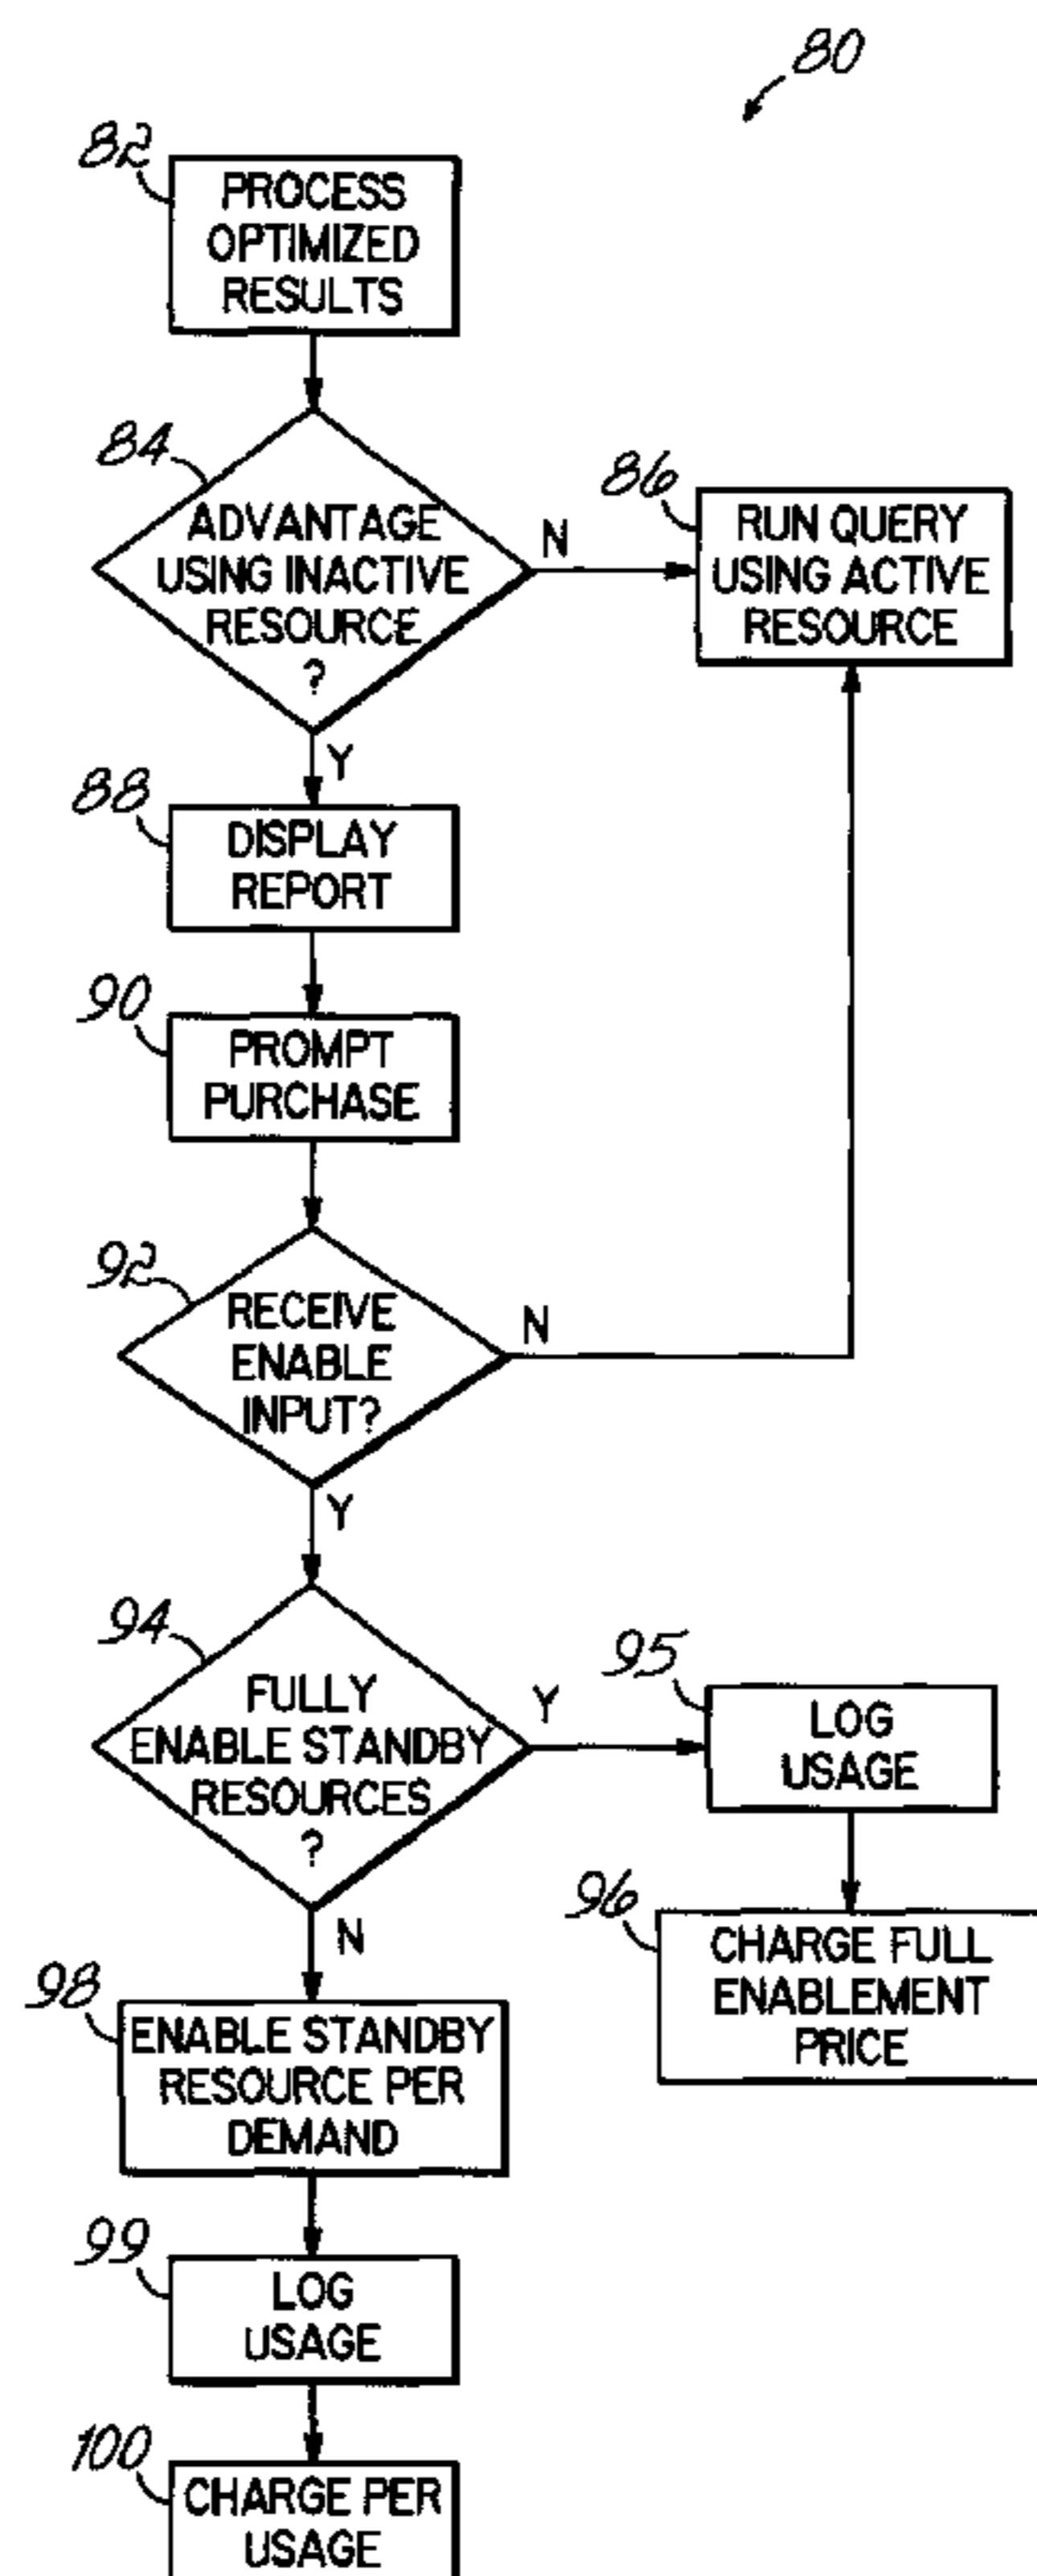 80
82
PROCESS
OPTIMIZED
RESULTS
84
ADVANTAGE
USING INACTIVE
RESOURCE
?
N
86
RUN QUERY
USING ACTIVE
RESOURCE
Y
88
DISPLAY
REPORT
90
PROMPT
PURCHASE
92
RECEIVE
ENABLE
INPUT?
N
Y
94
FULLY
ENABLE STANDBY
RESOURCES
?
Y
95
LOG
USAGE
96
CHARGE FULL
ENABLEMENT
PRICE
N
98
ENABLE STANDBY
RESOURCE PER
DEMAND
99
LOG
USAGE
100
CHARGE PER
USAGE